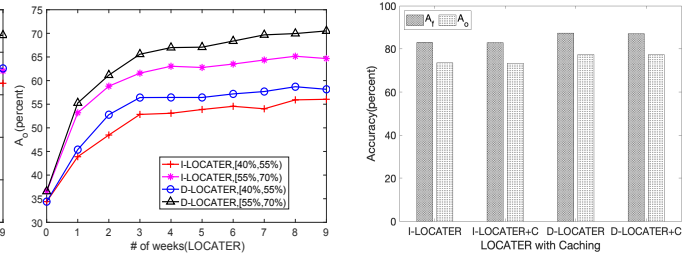 9
75
70
65
60
55
50
45
40
35
30
A_o (percent)
0 1 2 3 4 5 6 7 8 9
# of weeks(LOCATER)
I-LOCATER,[40%,55%)
I-LOCATER,[55%,70%)
D-LOCATER,[40%,55%)
D-LOCATER,[55%,70%)
100
80
60
40
20
0
Accuracy(percent)
A_f A_o
I-LOCATER I-LOCATER+C D-LOCATER D-LOCATER+C
LOCATER with Caching